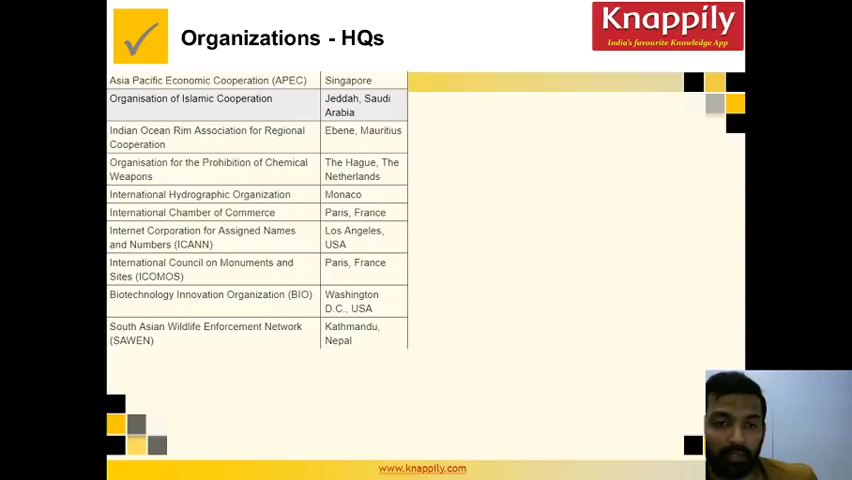 Organizations - HQs
Knappily
India's favourite Knowledge App
Asia Pacific Economic Cooperation (APEC) Singapore
Organisation of Islamic Cooperation Jeddah, Saudi
Arabia
Indian Ocean Rim Association for Regional Ebene, Mauritius
Cooperation
Organisation for the Prohibition of Chemical The Hague, The
Weapons Netherlands
International Hydrographic Organization Monaco
International Chamber of Commerce Paris, France
Internet Corporation for Assigned Names Los Angeles,
and Numbers (ICANN) USA
International Council on Monuments and Paris, France
Sites (ICOMOS)
Biotechnology Innovation Organization (BIO) Washington
D.C., USA
South Asian Wildlife Enforcement Network Kathmandu,
(SAWEN) Nepal
www.knappily.com